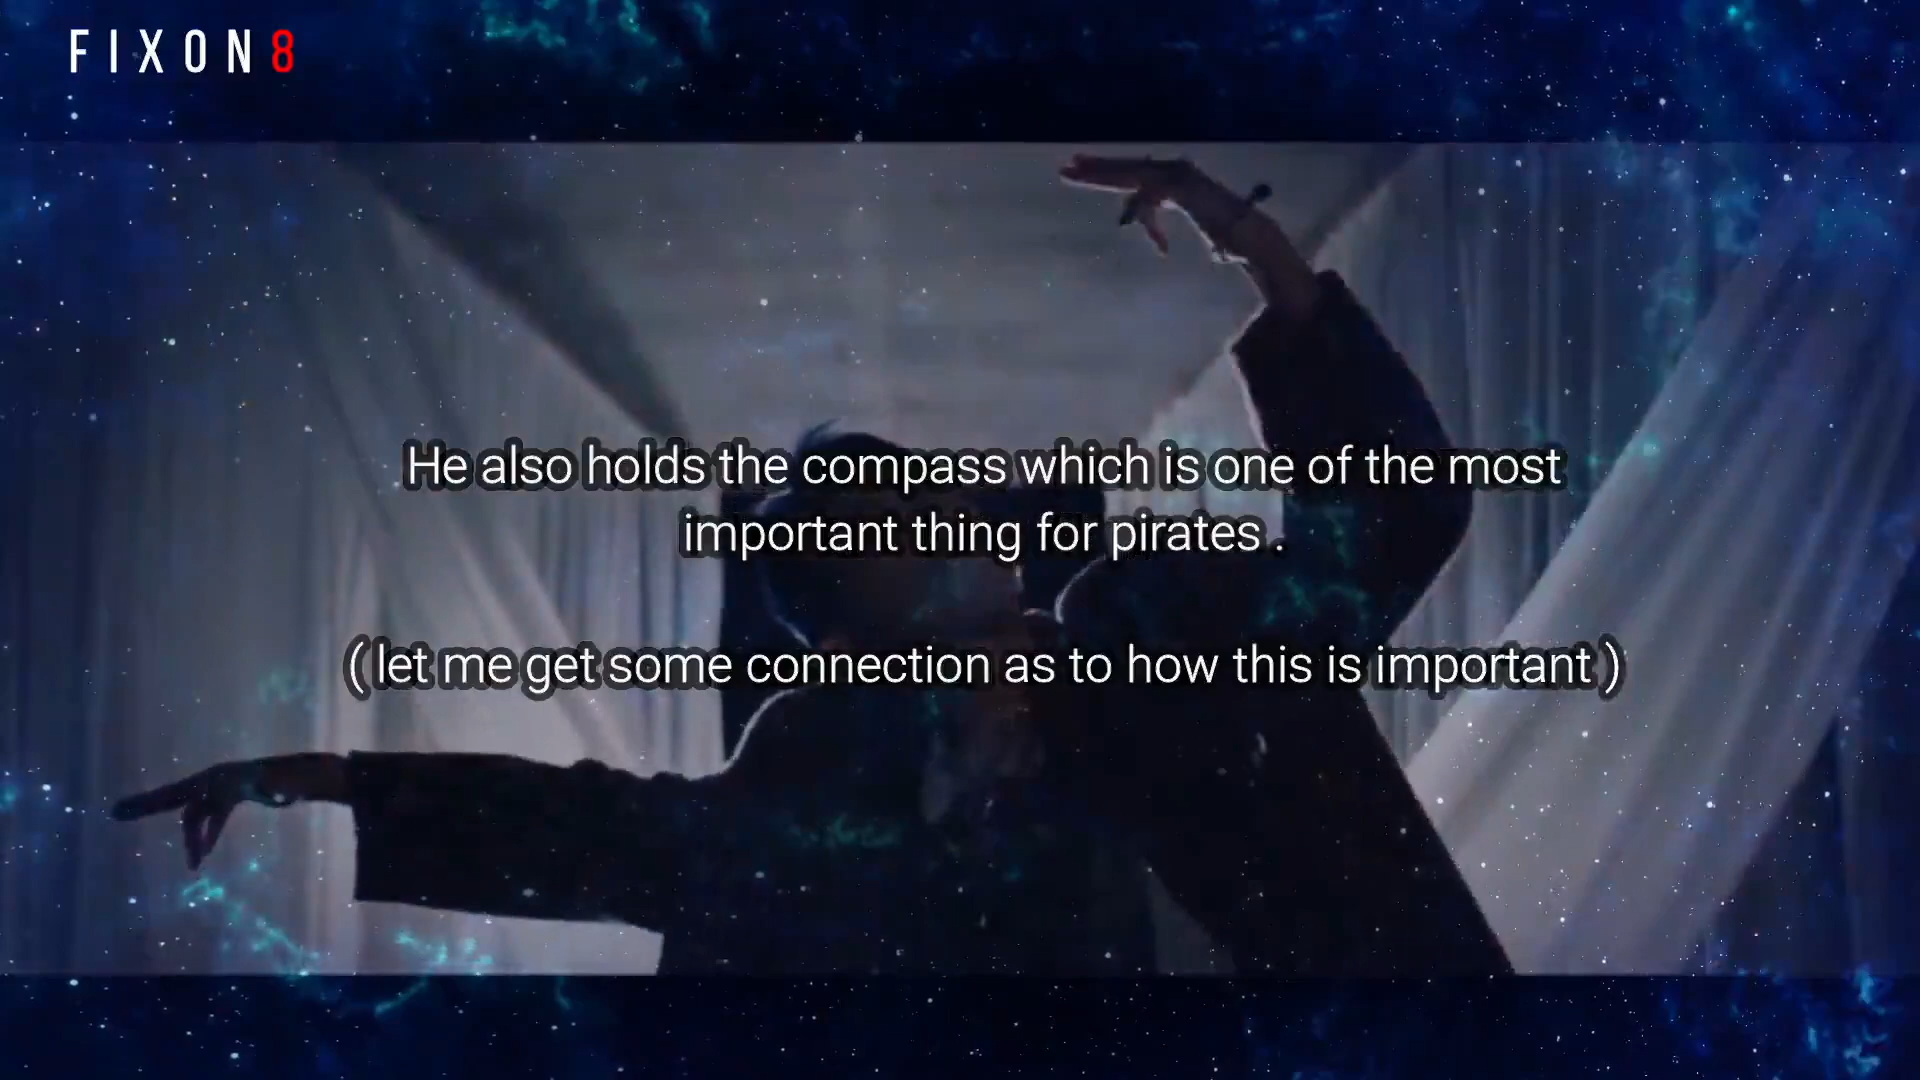 FIXON8
He also holds the compass which is one of the most
important thing for pirates .
( let me get some connection as to how this is important )